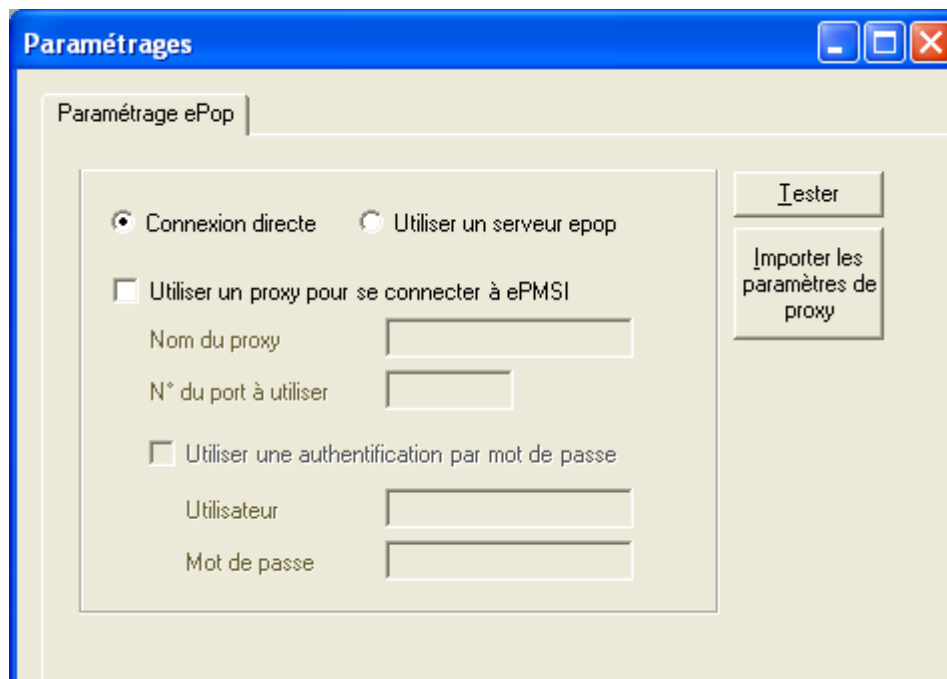 Paramétrages
Paramétrage ePop
Connexion directe
Utiliser un serveur epop
Tester
Importer les
paramètres de
proxy
Utiliser un proxy pour se connecter à ePMSI
Nom du proxy
N° du port à utiliser
Utiliser une authentification par mot de passe
Utilisateur
Mot de passe